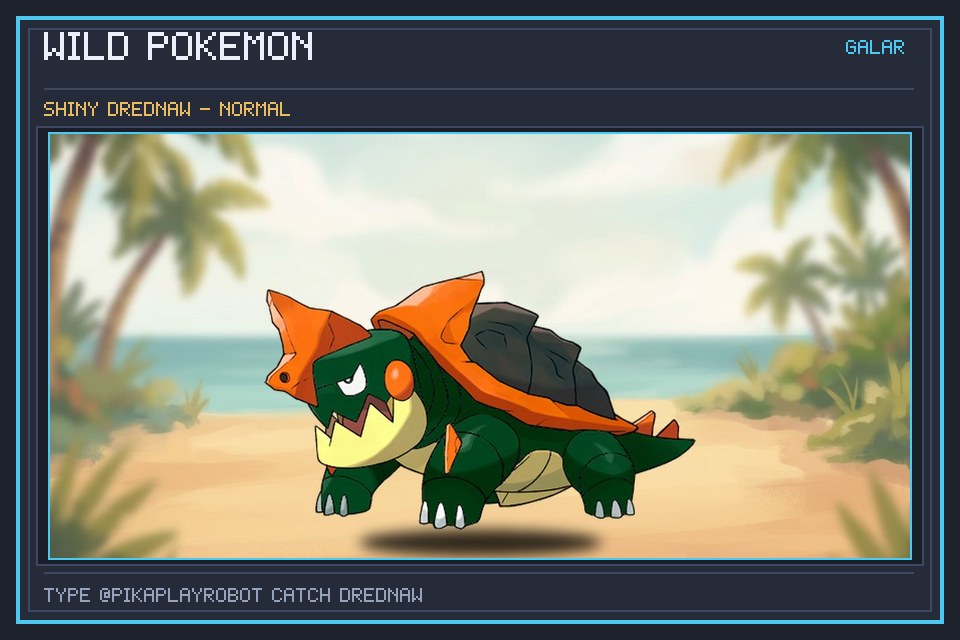 WILD POKEMON
GALAR
SHINY DREDNAW - NORMAL
TYPE @PIKAPLAYROBOT CATCH DREDNAW